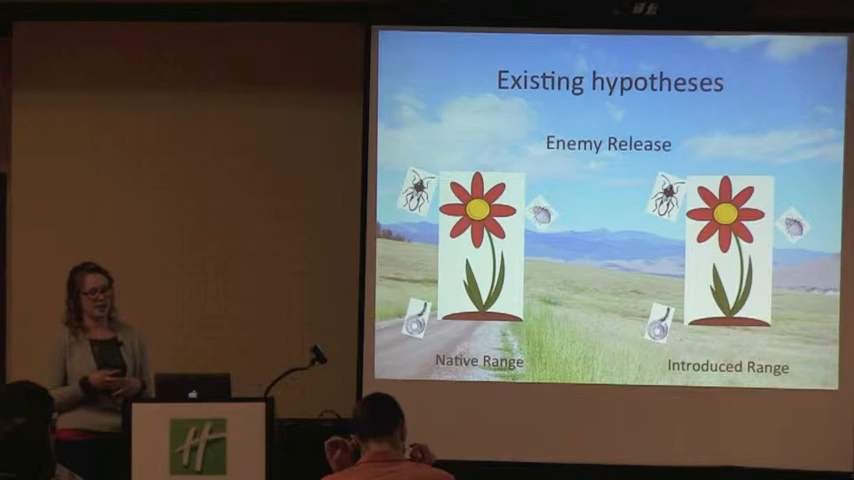 Existing hypotheses
Enemy Release
Native Range
Introduced Range
H